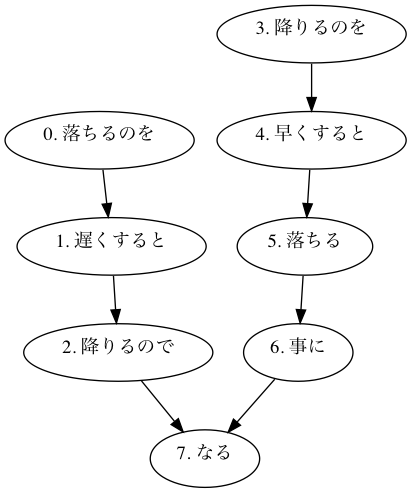 0. 落ちるのを
1. 遅くすると
2. 降りるので
3. 降りるのを
4. 早くすると
5. 落ちる
6. 事に
7. なる